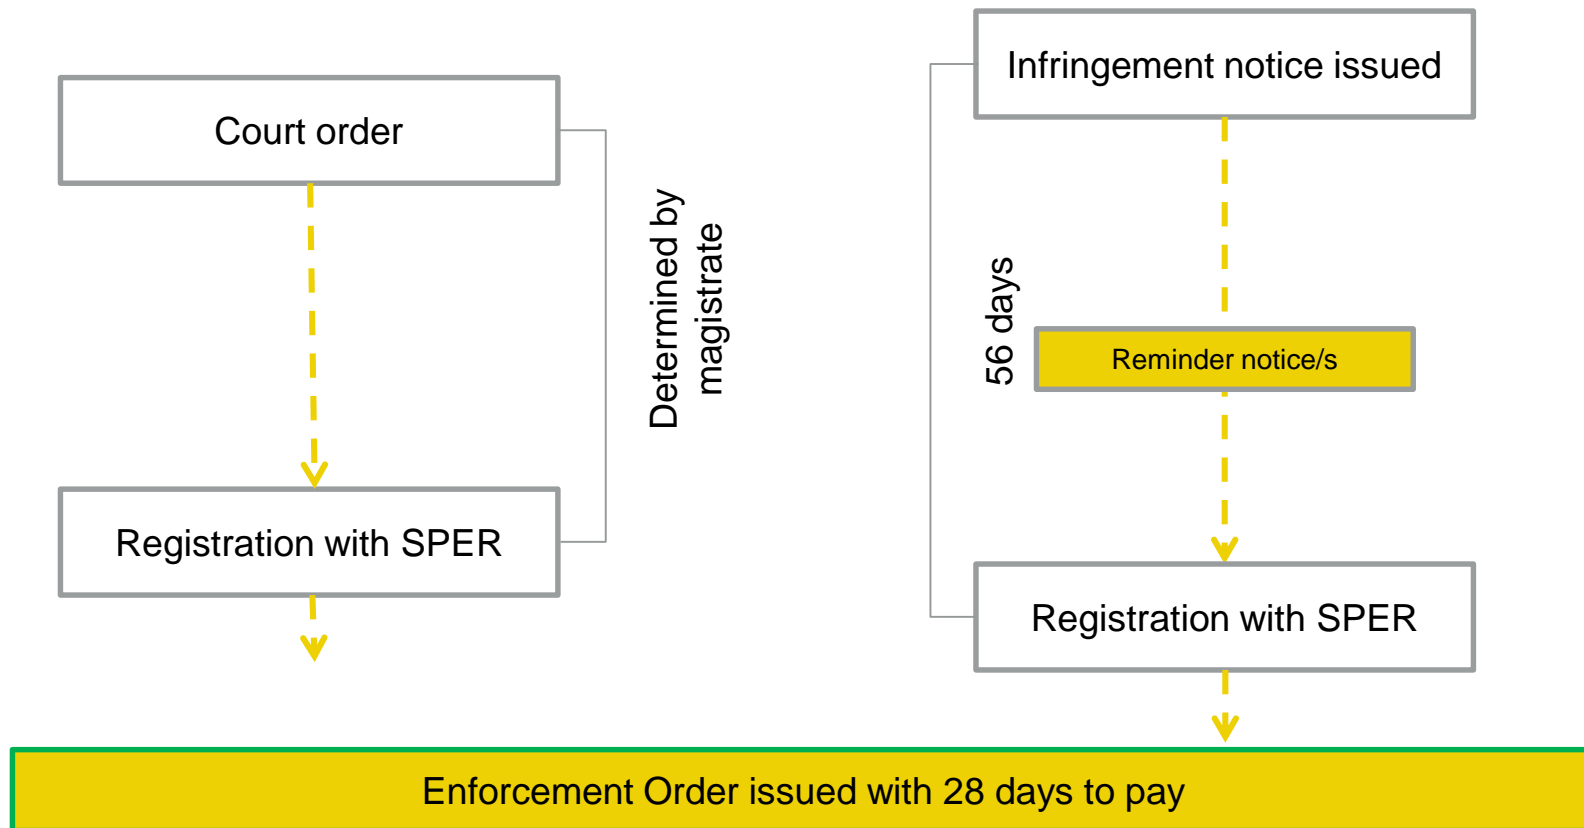 Court order
Determined by
magistrate
Registration with SPER
Infringement notice issued
56 days
Reminder notice/s
Registration with SPER
Enforcement Order issued with 28 days to pay